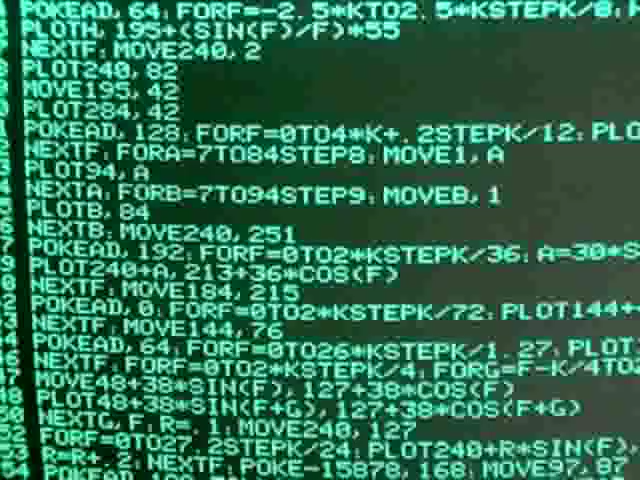 POKEAD,64:FORF=-2.5*KTO2.5*KSTEPK/8:
PLOTH,195+(SIN(F)/F)*55
NEXTF:MOVE240,2
PLOT240,82
MOVE195,42
PLOT284,42
POKEAD,128:FORF=0TO4*K+.2STEPK/12:PLO
NEXTF:FORA=7TO84STEP8:MOVE1,A
PLOT94,A
NEXTA:FORB=7TO94STEP9:MOVEB,1
PLOTB,84
NEXTB:MOVE240,251
POKEAD,192:FORF=0TO2*KSTEPK/36:A=30*S
PLOT240+A,213+36*COS(F)
NEXTF:MOVE184,215
POKEAD,0:FORF=0TO2*KSTEPK/72:PLOT144+
NEXTF:MOVE144,76
POKEAD,64:FORF=0TO26*KSTEPK/1.27:PLOT
NEXTF:FORF=0TO2*KSTEPK/4:FORG=F-K/4TO
MOVE48+38*SIN(F),127+38*COS(F)
PLOT48+38*SIN(F+G),127+38*COS(F+G)
NEXTG,F:R=.1:MOVE240,127
FORF=0TO27.2STEPK/24:PLOT240+R*SIN(F),
R=R+.2:NEXTF:POKE-15878,168:MOVE97,87